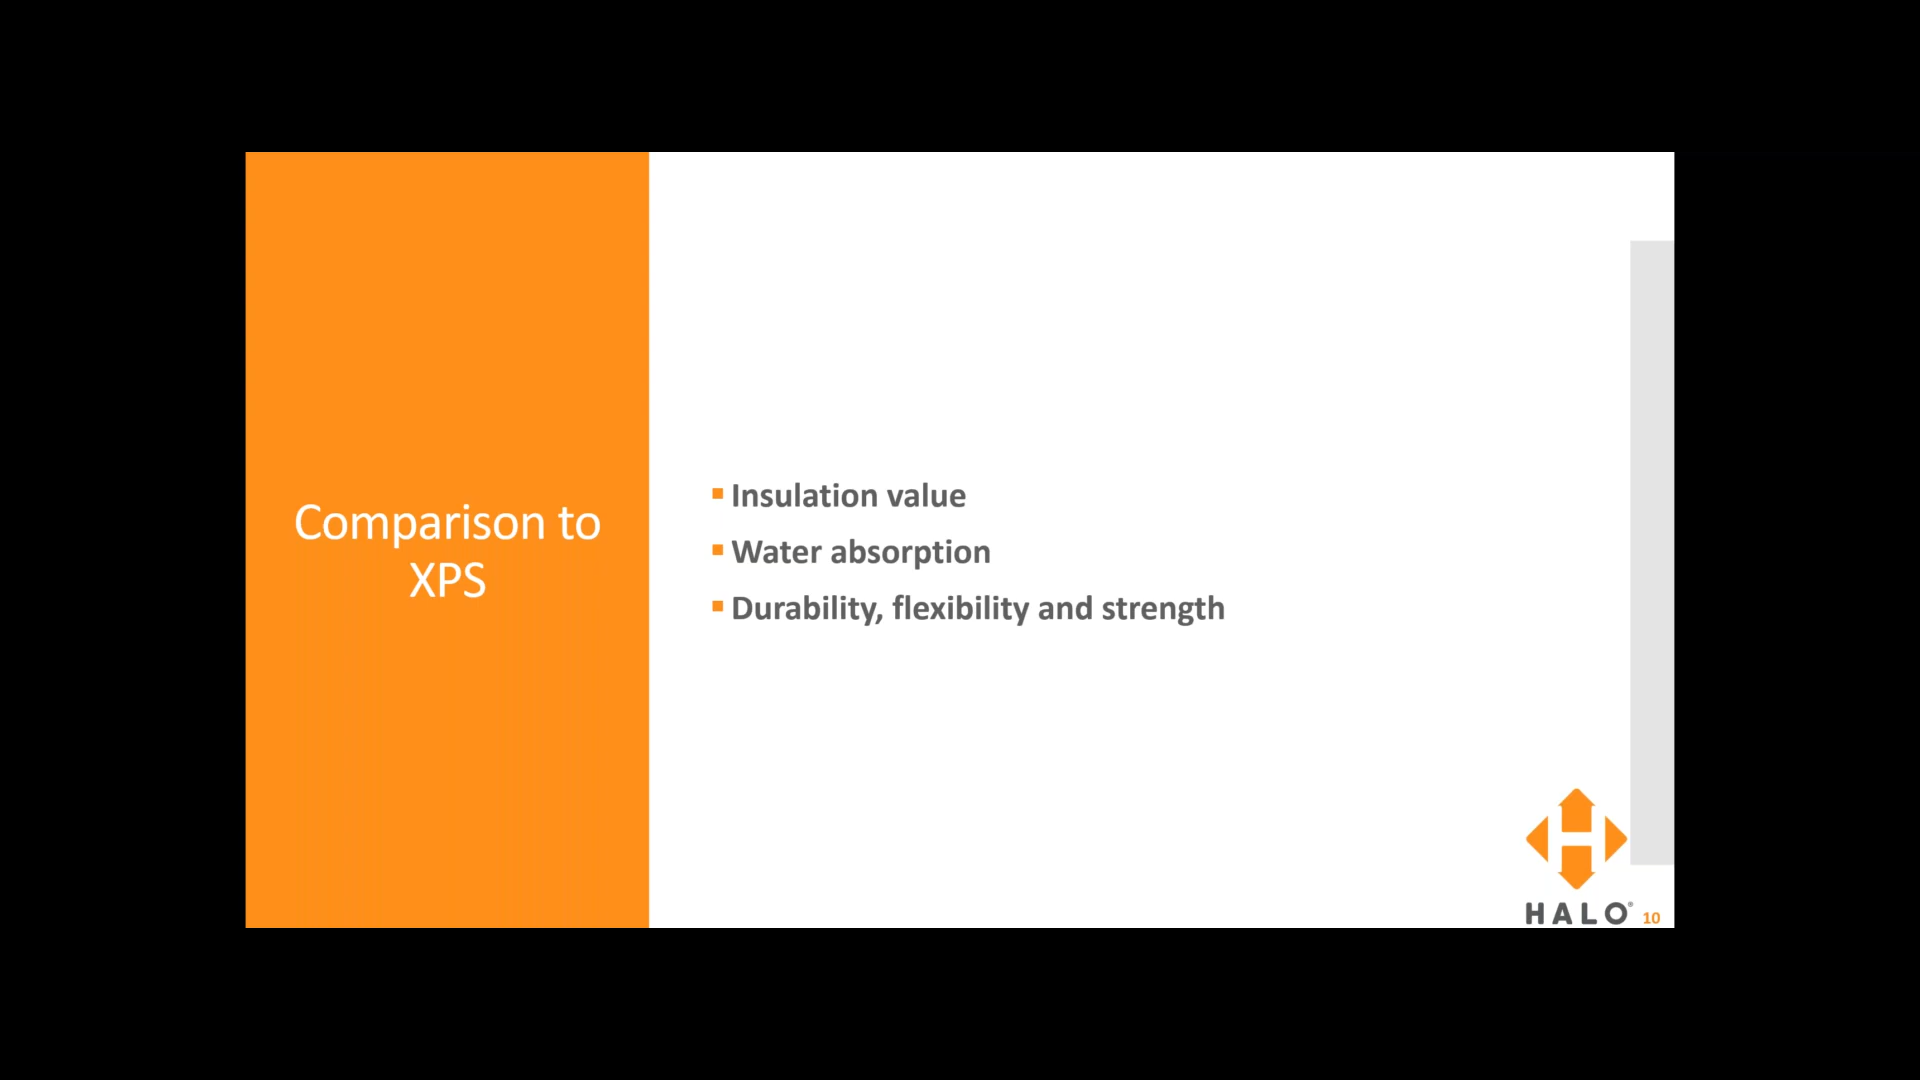 Comparison to
XPS
Insulation value
Water absorption
Durability, flexibility and strength
HALO®
10